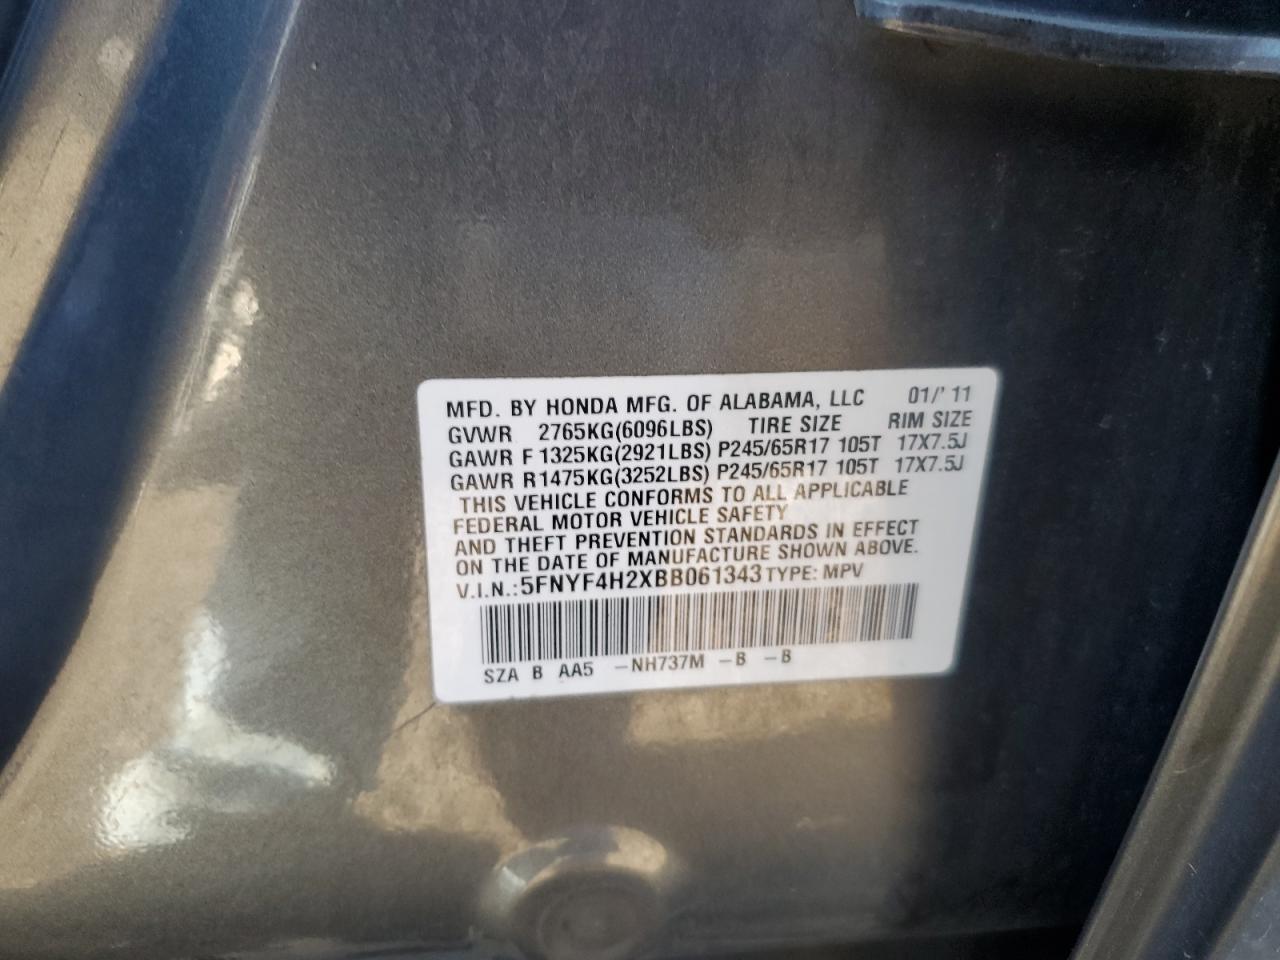 MFD. BY HONDA MFG. OF ALABAMA, LLC 01/' 11
GVWR 2765KG(6096LBS) TIRE SIZE RIM SIZE
GAWR F 1325KG(2921LBS) P245/65R17 105T 17X7.5J
GAWR R1475KG(3252LBS) P245/65R17 105T 17X7.5J
THIS VEHICLE CONFORMS TO ALL APPLICABLE
FEDERAL MOTOR VEHICLE SAFETY
AND THEFT PREVENTION STANDARDS IN EFFECT
ON THE DATE OF MANUFACTURE SHOWN ABOVE.
V.I.N.:5FNYF4H2XBB061343 TYPE: MPV
SZA B AA5 -NH737M -B -B